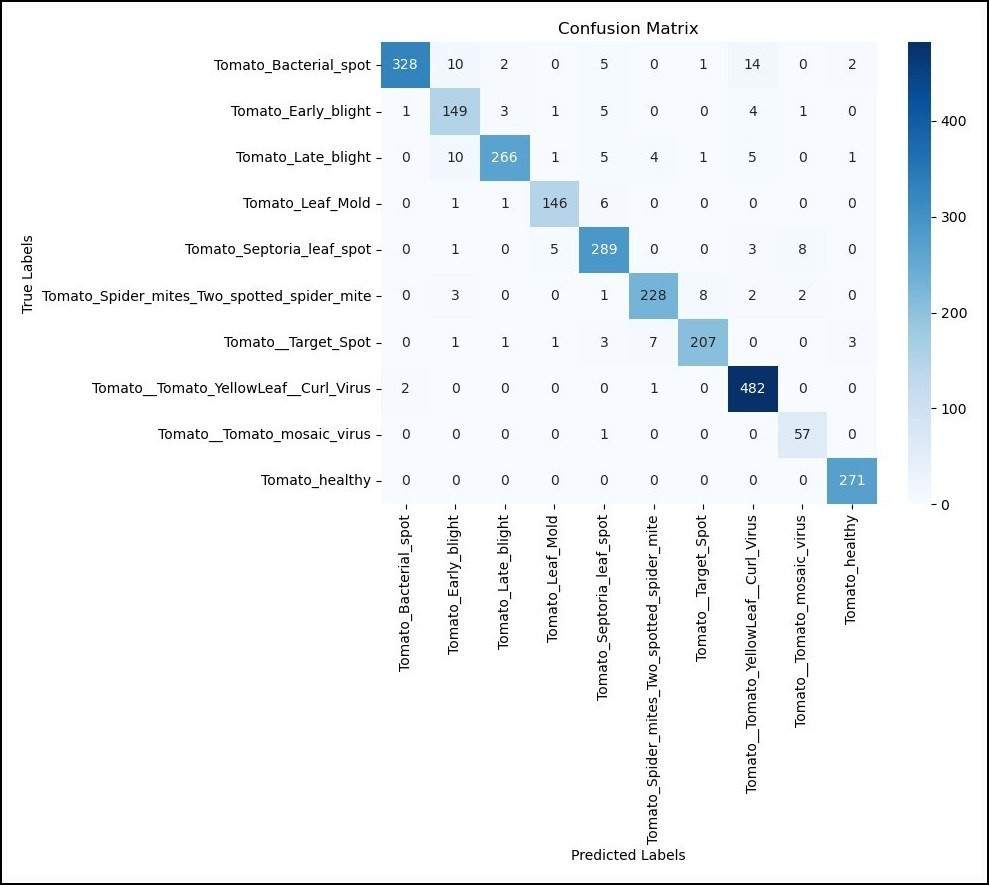 Confusion Matrix
Tomato_Bacterial_spot 328 10 2 0 5 0 1 14 0 2
Tomato_Early_blight 1 149 3 1 5 0 0 4 1 0
Tomato_Late_blight 0 10 266 1 5 4 1 5 0 1
Tomato_Leaf_Mold 0 1 1 146 6 0 0 0 0 0
Tomato_Septoria_leaf_spot 0 1 0 5 289 0 0 3 8 0
Tomato_Spider_mites_Two_spotted_spider_mite 0 3 0 0 1 228 8 2 2 0
Tomato__Target_Spot 0 1 1 1 3 7 207 0 0 3
Tomato__Tomato_YellowLeaf__Curl_Virus 2 0 0 0 0 1 0 482 0 0
Tomato__Tomato_mosaic_virus 0 0 0 0 1 0 0 0 57 0
Tomato_healthy 0 0 0 0 0 0 0 0 0 271
True Labels
Tomato_Bacterial_spot
Tomato_Early_blight
Tomato_Late_blight
Tomato_Leaf_Mold
Tomato_Septoria_leaf_spot
Tomato_Spider_mites_Two_spotted_spider_mite
Tomato__Target_Spot
Tomato__Tomato_YellowLeaf__Curl_Virus
Tomato__Tomato_mosaic_virus
Tomato_healthy
Predicted Labels
400
300
200
100
0